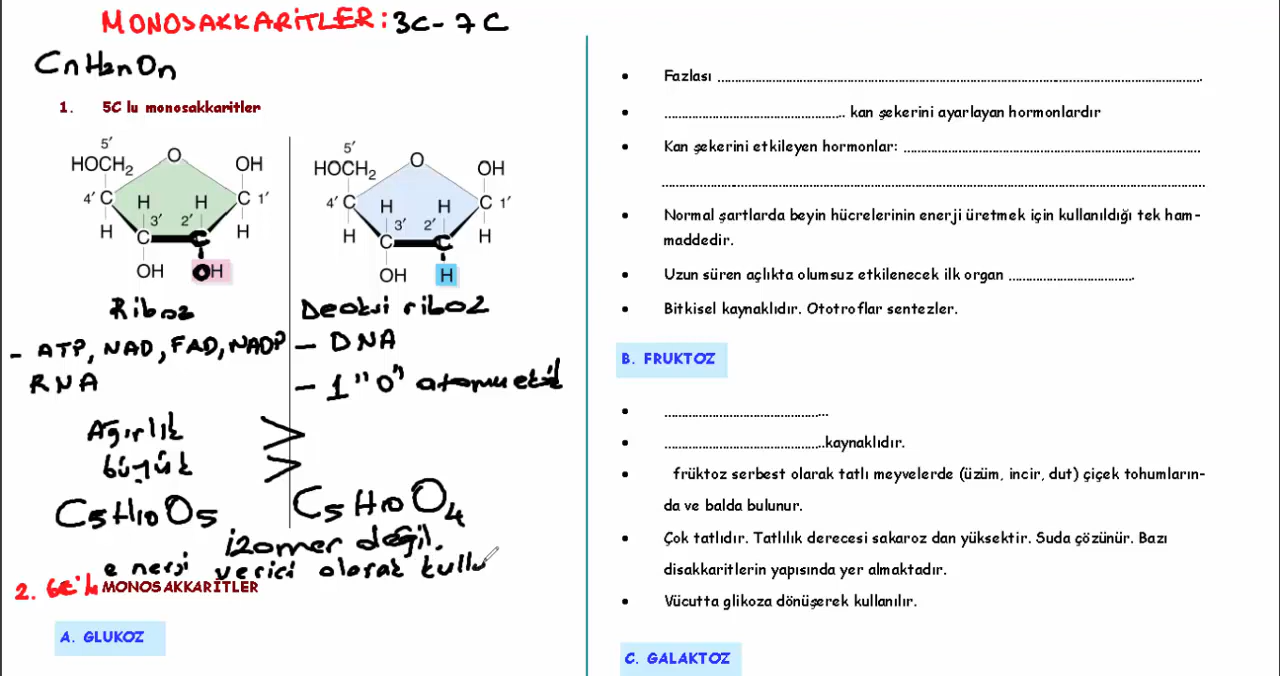 MONOSAKKARİTLER: 3C-7C
CnH2nOn
1. 5C lu monosakkaritler
5′
HOCH2 O OH
4′ C H H C 1′
3′ 2′
H C C H
OH OH
5′
HOCH2 O OH
4′ C H H C 1′
3′ 2′
H C C H
OH H
Riboz
- ATP, NAD, FAD, NADP
RNA
Deoksi riboz
- DNA
- 1 "O" atomu eksik
Ağırlık >
büyük >
C5H10O5
C5H10O4
izomer değil.
enerji verici olarak kullı
2. 6C'lu MONOSAKKARİTLER
A. GLUKOZ
• Fazlası ........................................
• ........................................ kan şekerini ayarlayan hormonlardır
• Kan şekerini etkileyen hormonlar: ........................................
........................................
• Normal şartlarda beyin hücrelerinin enerji üretmek için kullanıldığı tek ham-
maddedir.
• Uzun süren açlıkta olumsuz etkilenecek ilk organ ..............................
• Bitkisel kaynaklıdır. Ototroflar sentezler.
B. FRUKTOZ
• ........................................
• ........................................kaynaklıdır.
• früktoz serbest olarak tatlı meyvelerde (üzüm, incir, dut) çiçek tohumların-
da ve balda bulunur.
• Çok tatlıdır. Tatlılık derecesi sakaroz dan yüksektir. Suda çözünür. Bazı
disakkaritlerin yapısında yer almaktadır.
• Vücutta glikoza dönüşerek kullanılır.
C. GALAKTOZ